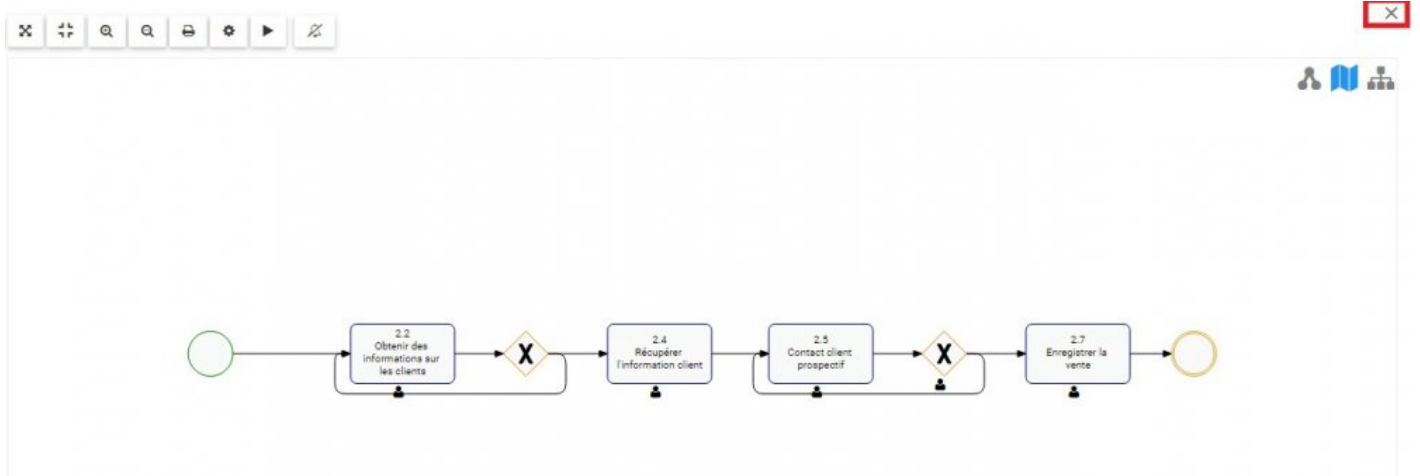 2.2
Obtenir des
informations sur
les clients
X
2.4
Récupérer
l'information client
2.5
Contact client
prospectif
X
2.7
Enregistrer la
vente